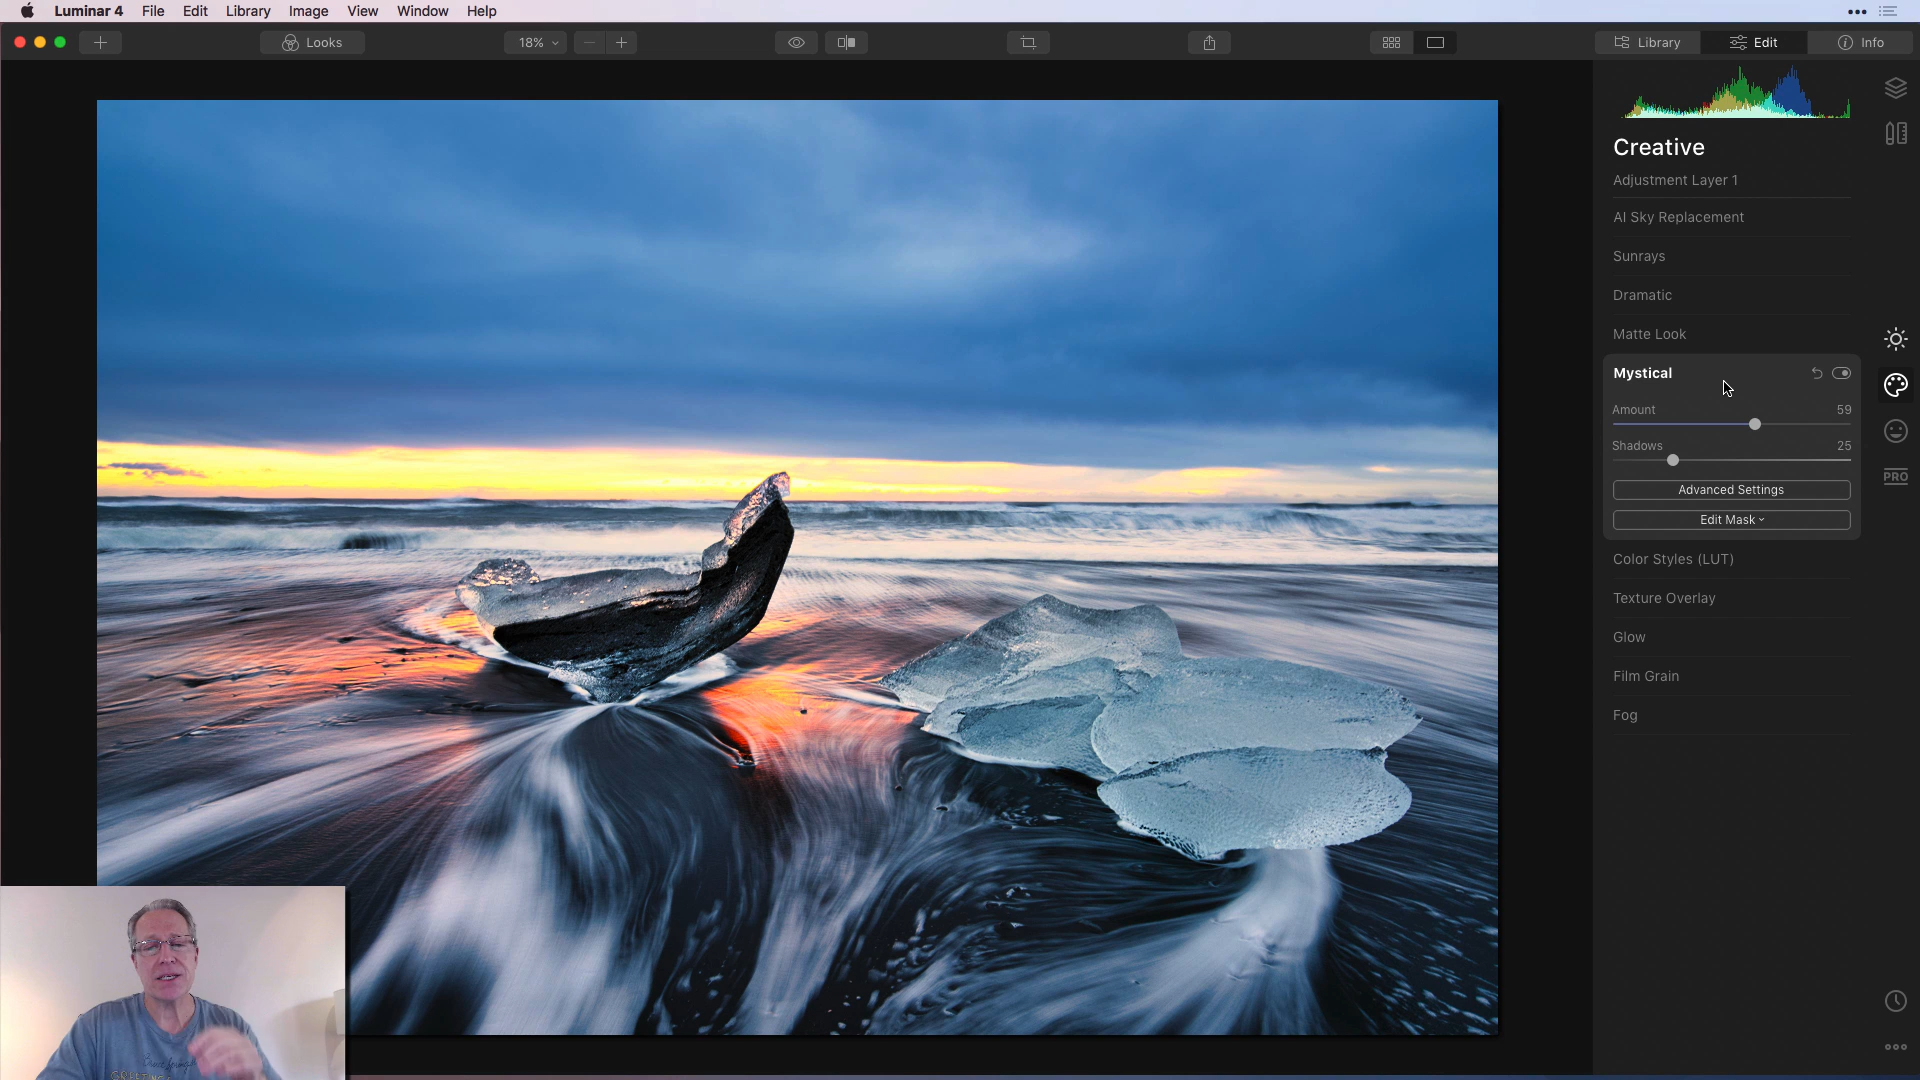 Luminar 4 File Edit Library Image View Window Help
Looks 18% Library Edit Info
Creative
Adjustment Layer 1
AI Sky Replacement
Sunrays
Dramatic
Matte Look
Mystical
Amount 59
Shadows 25
Advanced Settings
Edit Mask
Color Styles (LUT)
Texture Overlay
Glow
Film Grain
Fog
PRO